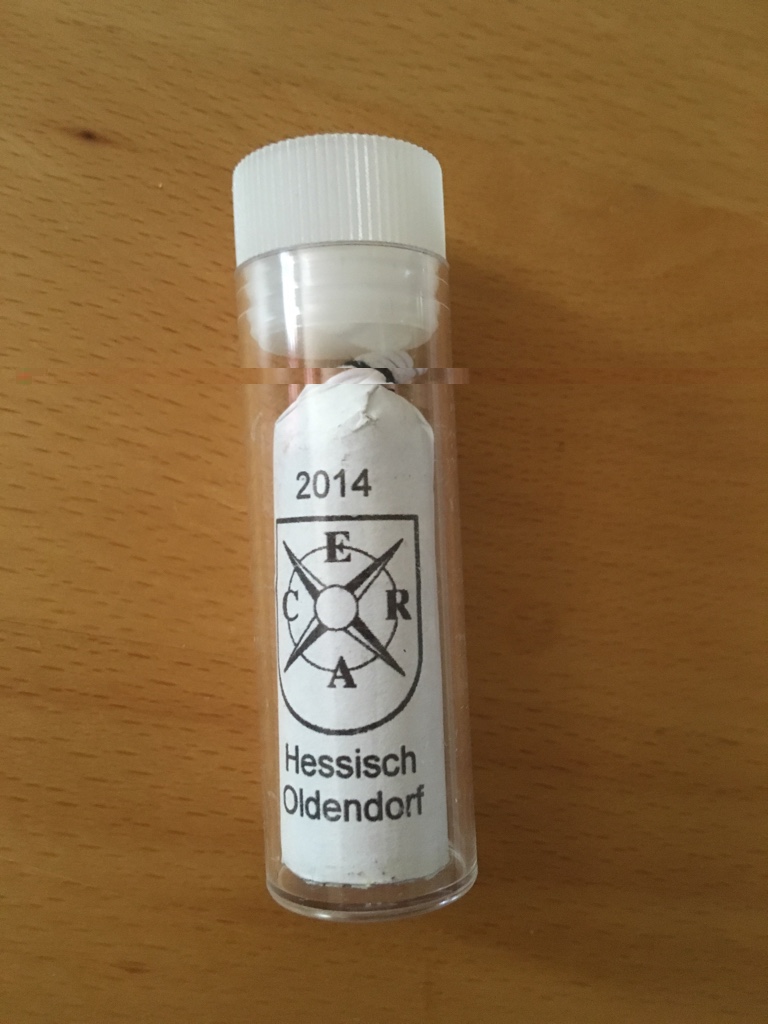 2014
E
C R
A
Hessisch
Oldendorf